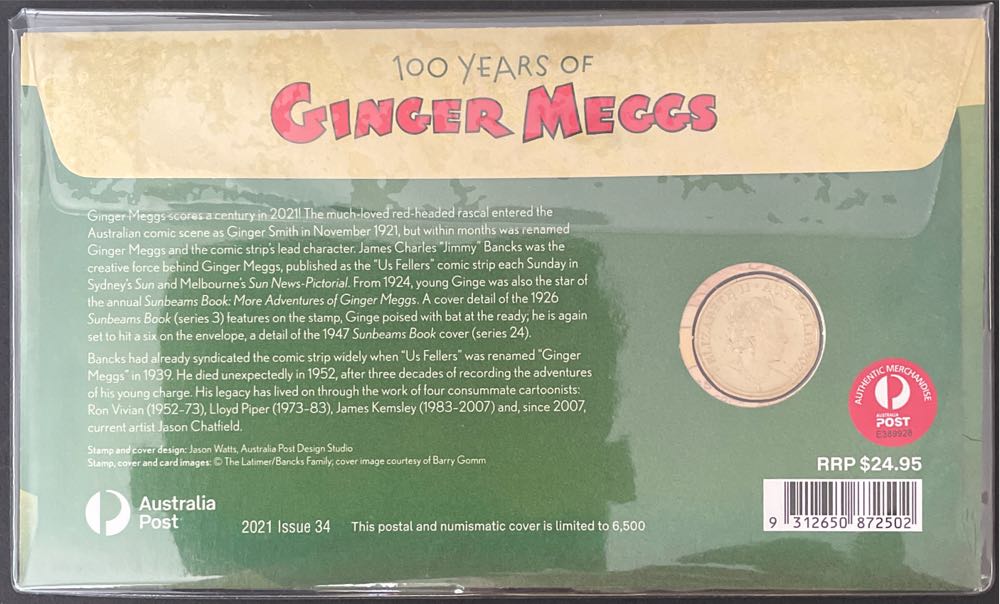 100 YEARS OF
GINGER MEGGS
Ginger Meggs scores a century in 2021! The much-loved red-headed rascal entered the
Australian comic scene as Ginger Smith in November 1921, but within months was renamed
Ginger Meggs and the comic strip's lead character. James Charles "Jimmy" Bancks was the
creative force behind Ginger Meggs, published as the "Us Fellers" comic strip each Sunday in
Sydney's Sun and Melbourne's Sun News-Pictorial. From 1924, young Ginge was also the star of
the annual Sunbeams Book: More Adventures of Ginger Meggs. A cover detail of the 1926
Sunbeams Book (series 3) features on the stamp, Ginge poised with bat at the ready; he is again
set to hit a six on the envelope, a detail of the 1947 Sunbeams Book cover (series 24).
Bancks had already syndicated the comic strip widely when "Us Fellers" was renamed "Ginger
Meggs" in 1939. He died unexpectedly in 1952, after three decades of recording the adventures
of his young charge. His legacy has lived on through the work of four consummate cartoonists:
Ron Vivian (1952–73), Lloyd Piper (1973–83), James Kemsley (1983–2007) and, since 2007,
current artist Jason Chatfield.
Stamp and cover design: Jason Watts, Australia Post Design Studio
Stamp, cover and card images: © The Latimer/Bancks Family; cover image courtesy of Barry Gomm
Australia
Post
2021 Issue 34 This postal and numismatic cover is limited to 6,500
ELIZABETH II • AUSTRALIA 2021
AUTHENTIC MERCHANDISE
AUSTRALIA
POST
E389928
RRP $24.95
9 312650 872502